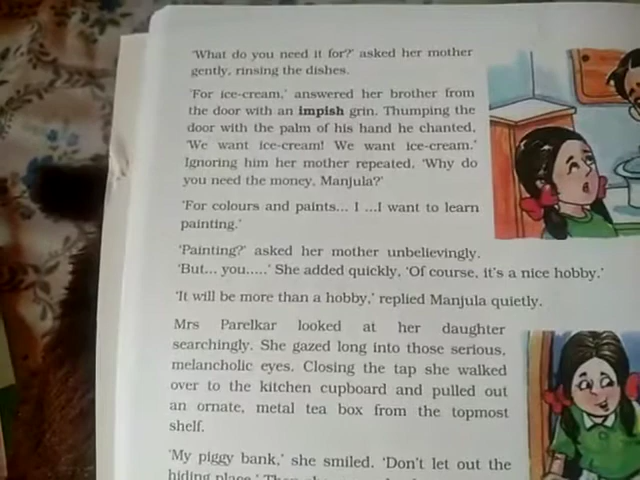 'What do you need it for?' asked her mother
gently, rinsing the dishes.
'For ice-cream,' answered her brother from
the door with an impish grin. Thumping the
door with the palm of his hand he chanted,
'We want ice-cream! We want ice-cream.'
Ignoring him her mother repeated, 'Why do
you need the money, Manjula?'
'For colours and paints... I ...I want to learn
painting.'
'Painting?' asked her mother unbelievingly.
'But... you.....' She added quickly, 'Of course, it's a nice hobby.'
'It will be more than a hobby,' replied Manjula quietly.
Mrs Parelkar looked at her daughter
searchingly. She gazed long into those serious,
melancholic eyes. Closing the tap she walked
over to the kitchen cupboard and pulled out
an ornate, metal tea box from the topmost
shelf.
'My piggy bank,' she smiled. 'Don't let out the
hiding place.' Then she